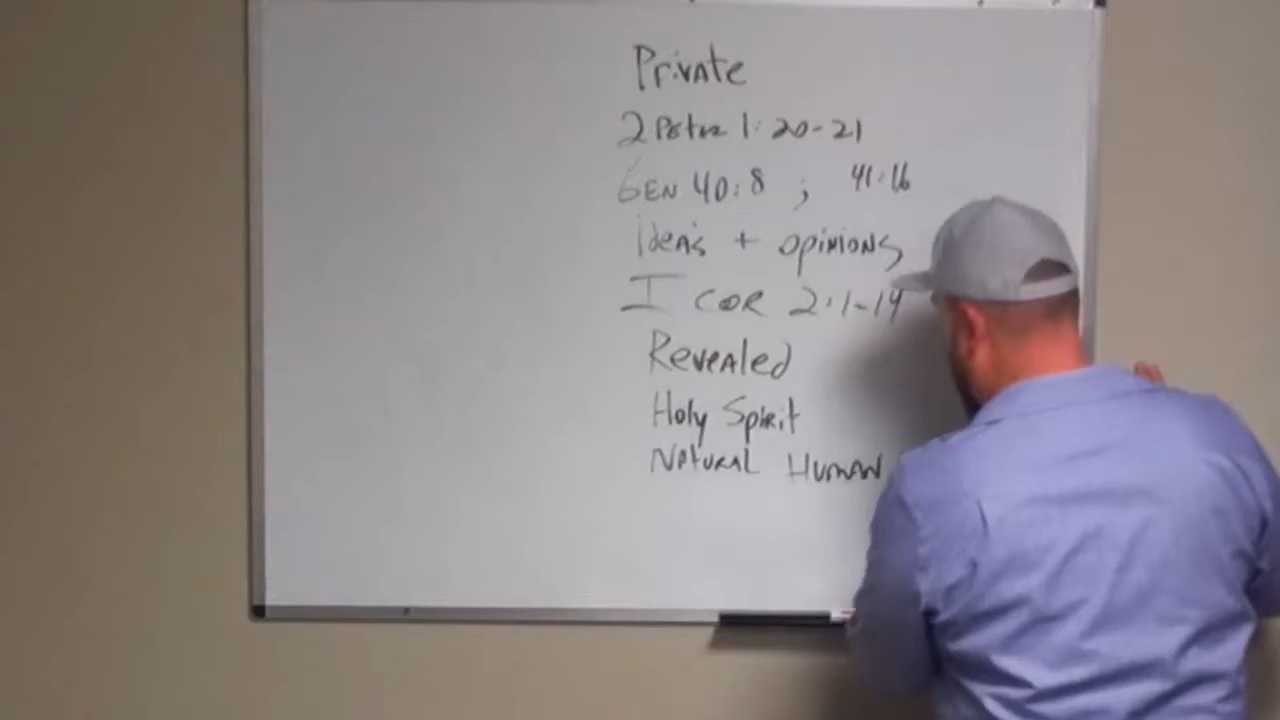 Private
2 Peter 1:20-21
GEN 40:8 ; 41:16
idea's + opinions
I COR 2:1-14
Revealed
Holy Spirit
Natural Human